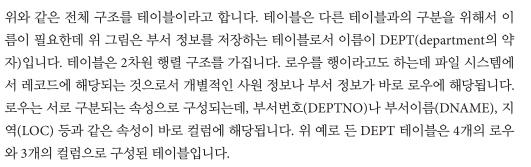 위와 같은 전체 구조를 테이블이라고 합니다. 테이블은 다른 테이블과의 구분을 위해서 이
름이 필요한데 위 그림은 부서 정보를 저장하는 테이블로서 이름이 DEPT(department의 약
자)입니다. 테이블은 2차원 행렬 구조를 가집니다. 로우를 행이라고도 하는데 파일 시스템에
서 레코드에 해당되는 것으로서 개별적인 사원 정보나 부서 정보가 바로 로우에 해당됩니다.
로우는 서로 구분되는 속성으로 구성되는데, 부서번호(DEPTNO)나 부서이름(DNAME), 지
역(LOC) 등과 같은 속성이 바로 컬럼에 해당됩니다. 위 예로 든 DEPT 테이블은 4개의 로우
와 3개의 컬럼으로 구성된 테이블입니다.